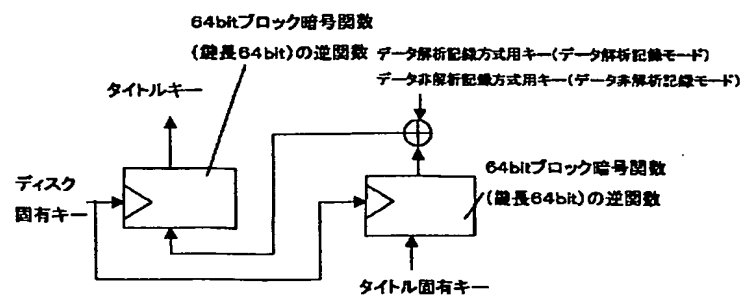 64bitブロック暗号関数
(鍵長64bit)の逆関数
データ解析記録方式用キー(データ解析記録モード)
データ非解析記録方式用キー(データ非解析記録モード)
タイトルキー
ディスク
固有キー
64bitブロック暗号関数
(鍵長64bit)の逆関数
タイトル固有キー